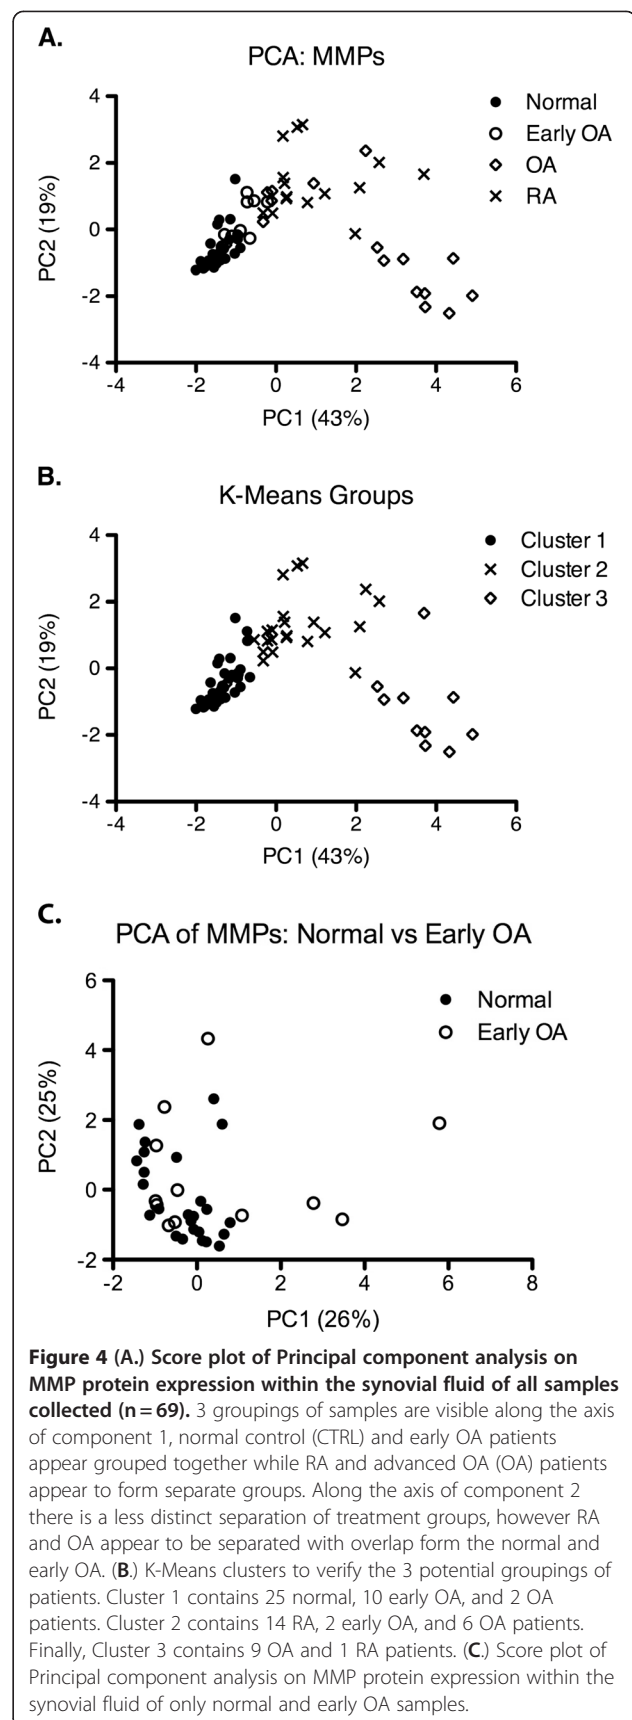 A.
PCA: MMPs
Normal
Early OA
OA
RA
4
2
0
-2
-4
PC2 (19%)
-4 -2 0 2 4 6
PC1 (43%)
B.
K-Means Groups
Cluster 1
Cluster 2
Cluster 3
4
2
0
-2
-4
PC2 (19%)
-4 -2 0 2 4 6
PC1 (43%)
C.
PCA of MMPs: Normal vs Early OA
Normal
Early OA
6
4
2
0
-2
PC2 (25%)
-2 0 2 4 6 8
PC1 (26%)
Figure 4 (A.) Score plot of Principal component analysis on
MMP protein expression within the synovial fluid of all samples
collected (n = 69). 3 groupings of samples are visible along the axis
of component 1, normal control (CTRL) and early OA patients
appear grouped together while RA and advanced OA (OA) patients
appear to form separate groups. Along the axis of component 2
there is a less distinct separation of treatment groups, however RA
and OA appear to be separated with overlap form the normal and
early OA. (B.) K-Means clusters to verify the 3 potential groupings of
patients. Cluster 1 contains 25 normal, 10 early OA, and 2 OA
patients. Cluster 2 contains 14 RA, 2 early OA, and 6 OA patients.
Finally, Cluster 3 contains 9 OA and 1 RA patients. (C.) Score plot of
Principal component analysis on MMP protein expression within the
synovial fluid of only normal and early OA samples.